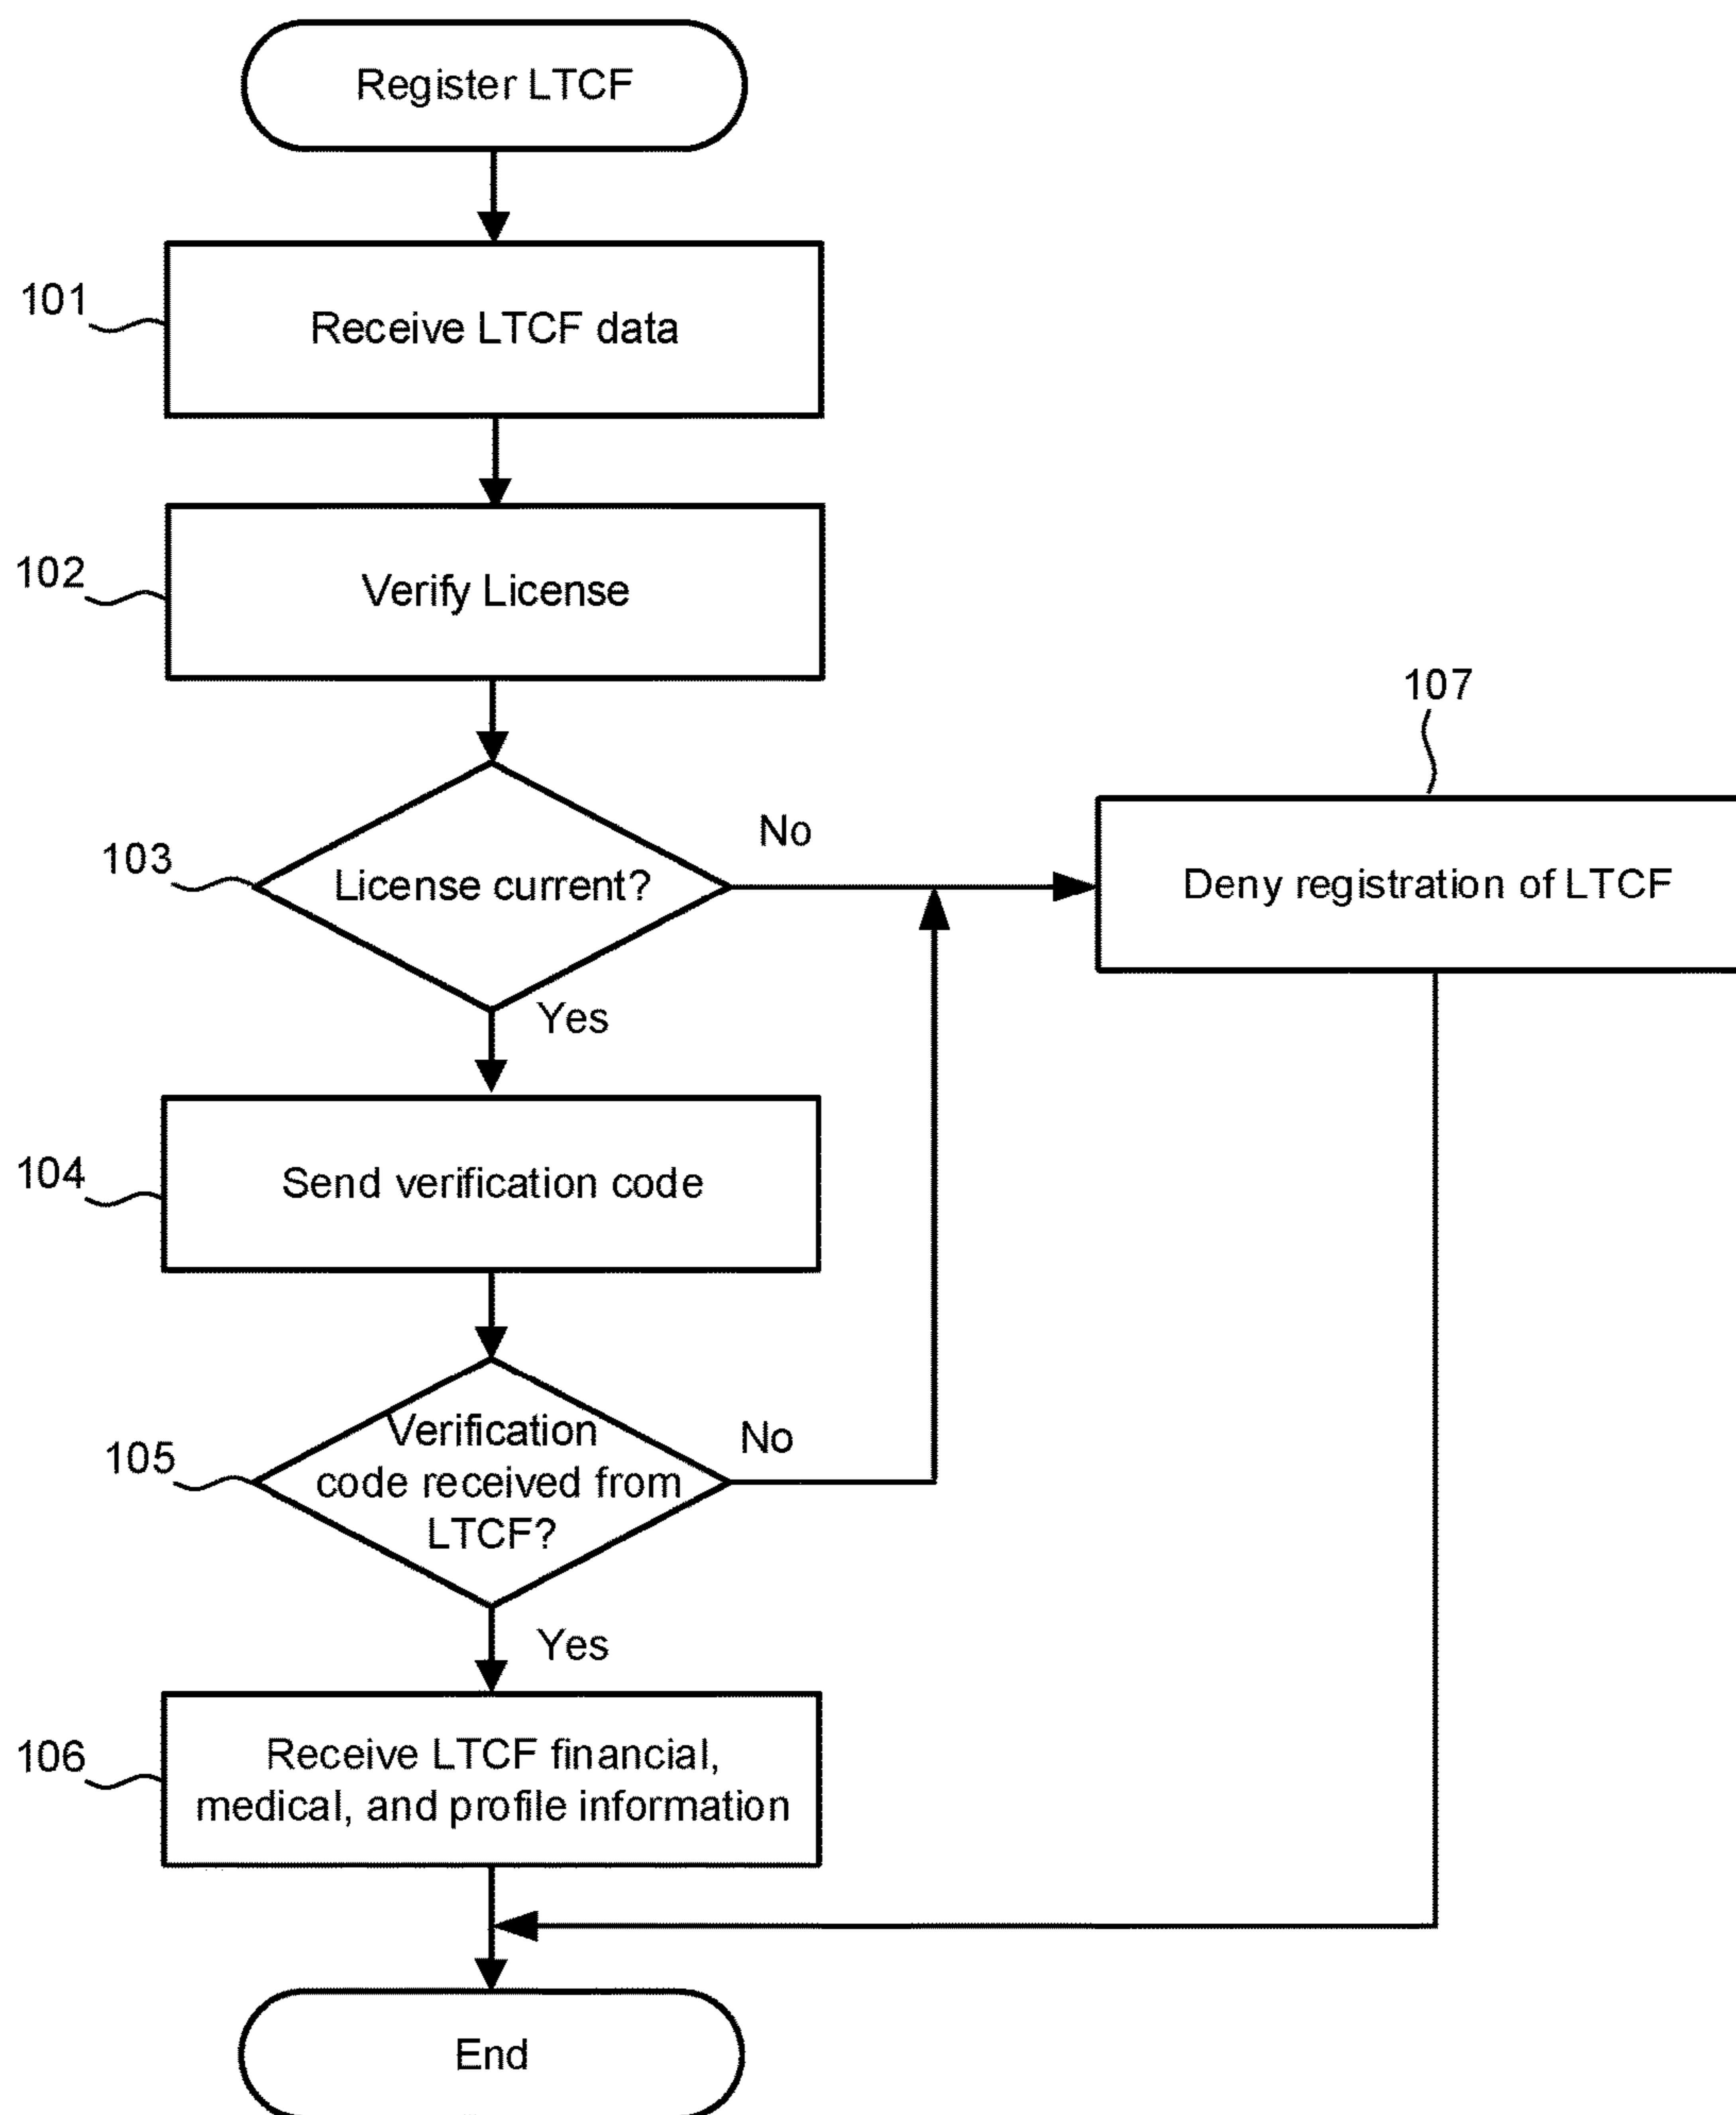 Register LTCF
101
Receive LTCF data
102
Verify License
107
103
License current?
No
Deny registration of LTCF
Yes
104
Send verification code
105
Verification
code received from
LTCF?
No
Yes
106
Receive LTCF financial,
medical, and profile information
End